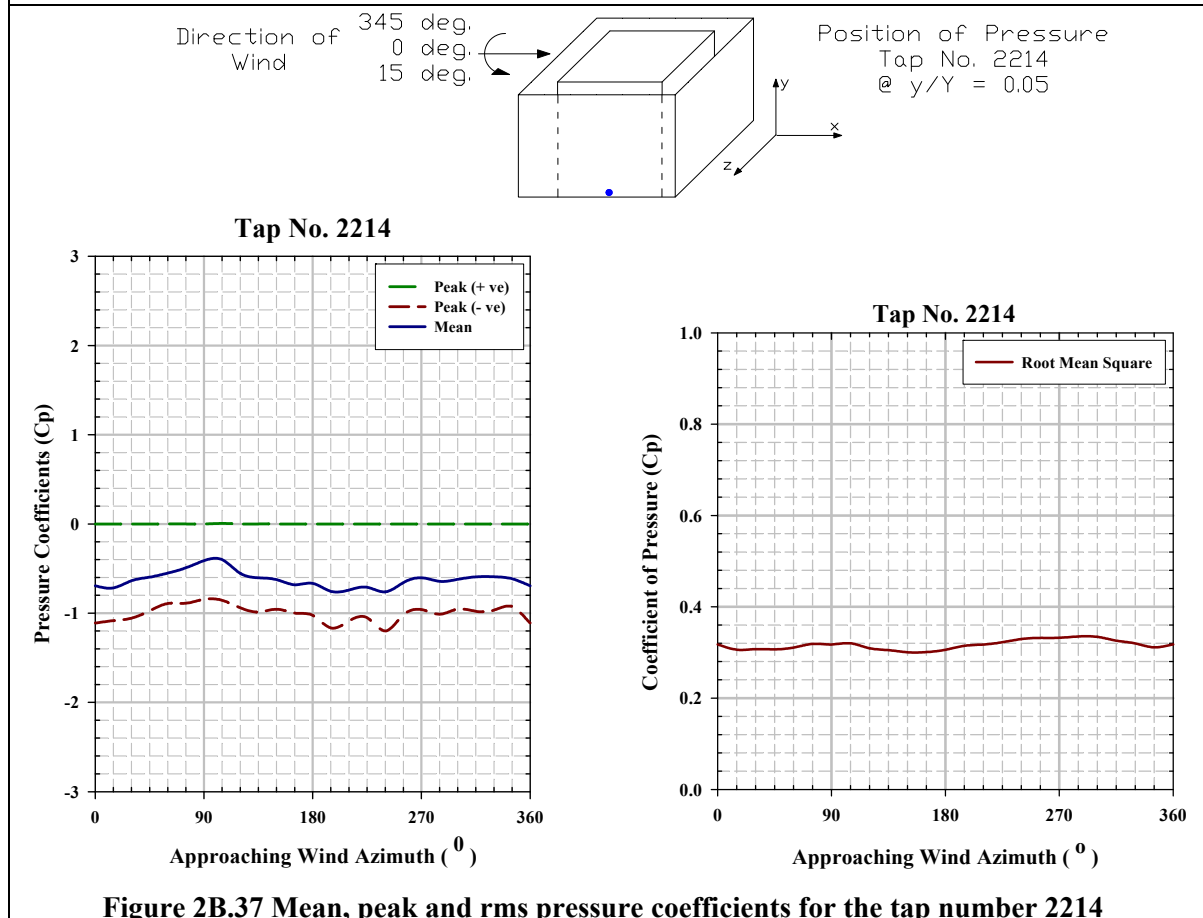 Direction of
Wind
345 deg.
0 deg.
15 deg.
Position of Pressure
Tap No. 2214
@ y/Y = 0.05
y
x
z
Tap No. 2214
3
2
1
0
-1
-2
-3
Pressure Coefficients (Cp)
Peak (+ ve)
Peak (- ve)
Mean
0 90 180 270 360
Approaching Wind Azimuth ( 0 )
Tap No. 2214
1.0
0.8
0.6
0.4
0.2
0.0
Coefficient of Pressure (Cp)
Root Mean Square
0 90 180 270 360
Approaching Wind Azimuth ( o )
Figure 2B.37 Mean, peak and rms pressure coefficients for the tap number 2214